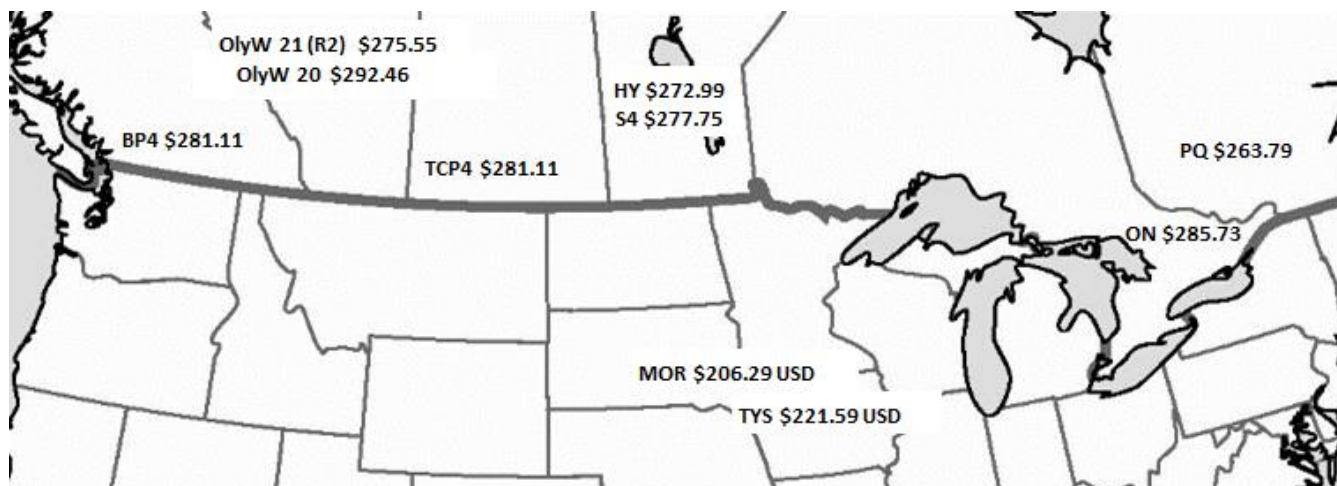 OlyW 21 (R2) $275.55
OlyW 20 $292.46
HY $272.99
S4 $277.75
BP4 $281.11
TCP4 $281.11
PQ $263.79
ON $285.73
MOR $206.29 USD
TYS $221.59 USD